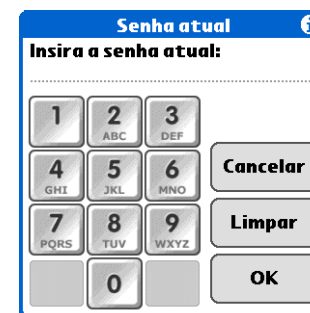 Senha atual
Insira a senha atual:
1
2
ABC
3
DEF
4
GHI
5
JKL
6
MNO
Cancelar
7
PQRS
8
TUV
9
WXYZ
Limpar
0
OK